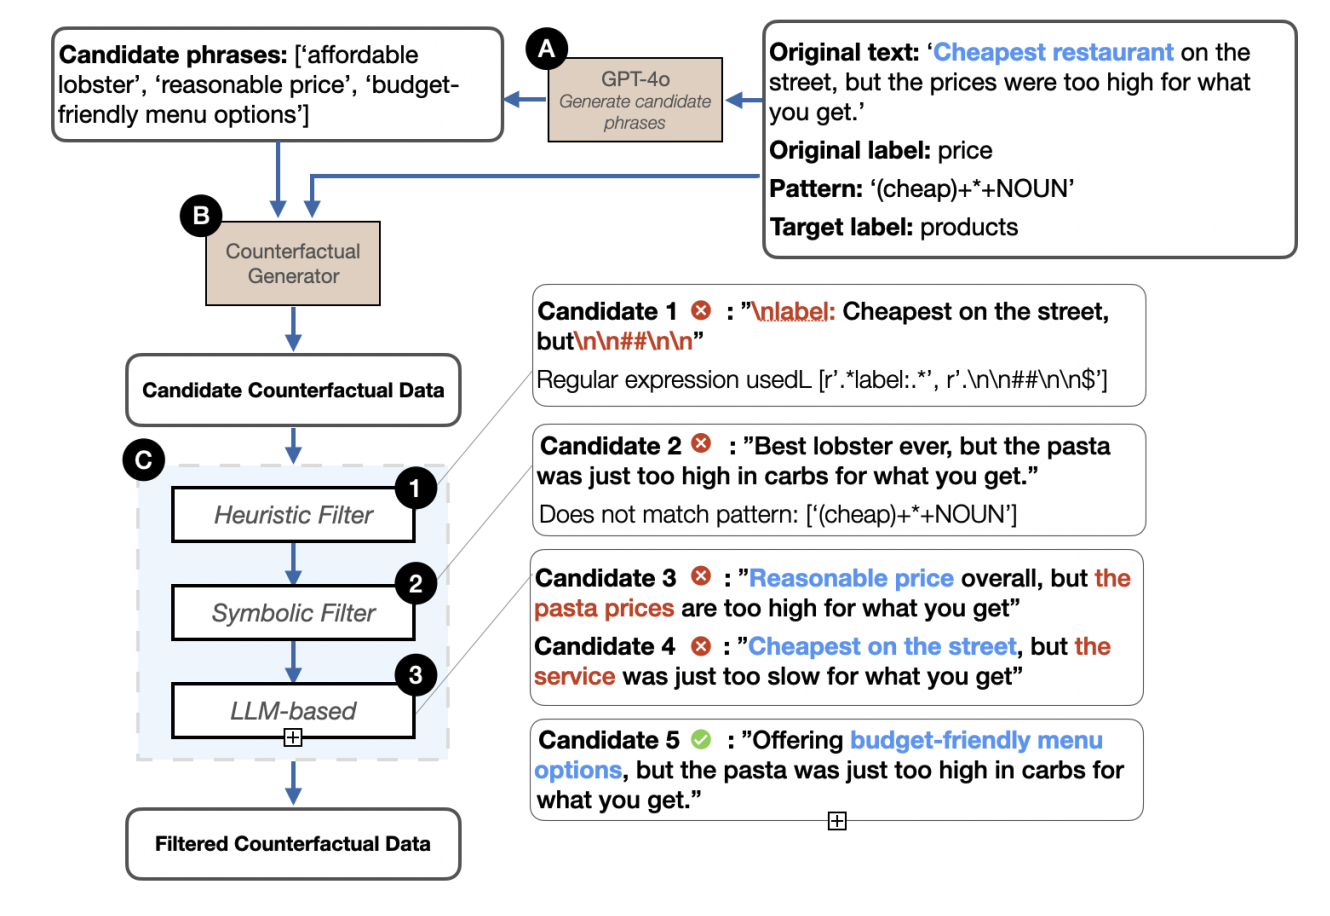 Candidate phrases: [‘affordable
lobster’, ‘reasonable price’, ‘budget-
friendly menu options’]
A
GPT-4o
Generate candidate
phrases
Original text: ‘Cheapest restaurant on the
street, but the prices were too high for what
you get.’
Original label: price
Pattern: ‘(cheap)+*+NOUN’
Target label: products
B
Counterfactual
Generator
Candidate Counterfactual Data
C
1
Heuristic Filter
2
Symbolic Filter
3
LLM-based
Filtered Counterfactual Data
Candidate 1 : ”\nlabel: Cheapest on the street,
but\n\n##\n\n”
Regular expression usedL [r’.*label:.*’, r’.\n\n##\n\n$’]
Candidate 2 : ”Best lobster ever, but the pasta
was just too high in carbs for what you get.”
Does not match pattern: [‘(cheap)+*+NOUN’]
Candidate 3 : ”Reasonable price overall, but the
pasta prices are too high for what you get”
Candidate 4 : ”Cheapest on the street, but the
service was just too slow for what you get”
Candidate 5 : ”Offering budget-friendly menu
options, but the pasta was just too high in carbs for
what you get.”